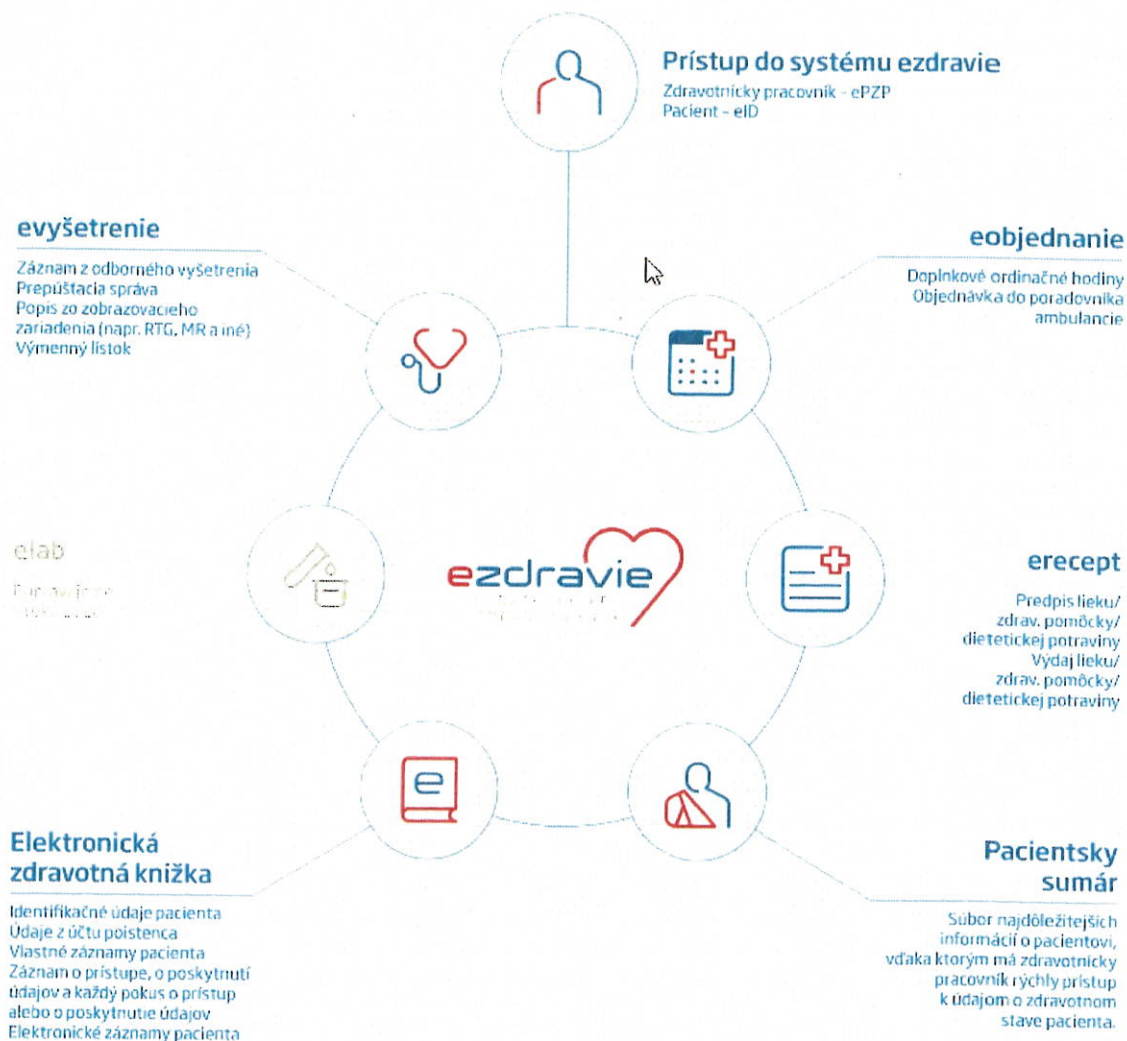 Prístup do systému ezdravie
Zdravotnícky pracovník - ePZP
Pacient - eID
evyšetrenie
Záznam z odborného vyšetrenia
Prepúšťacia správa
Popis zo zobrazovacieho
zariadenia (napr. RTG, MR a iné)
Výmenný lístok
eobjednanie
Doplnkové ordinačné hodiny
Objednávka do poradovníka
ambulancie
elab
ezdravie
erecept
Predpis lieku/
zdrav. pomôcky/
dietetickej potraviny
Výdaj lieku/
zdrav. pomôcky/
dietetickej potraviny
e
Elektronická
zdravotná knižka
Identifikačné údaje pacienta
Údaje z účtu poistenca
Vlastné záznamy pacienta
Záznam o prístupe, o poskytnutí
údajov a každý pokus o prístup
alebo o poskytnutie údajov
Elektronické záznamy pacienta
Pacientsky
sumár
Súbor najdôležitejších
informácií o pacientovi,
vďaka ktorým má zdravotnícky
pracovník rýchly prístup
k údajom o zdravotnom
stave pacienta.